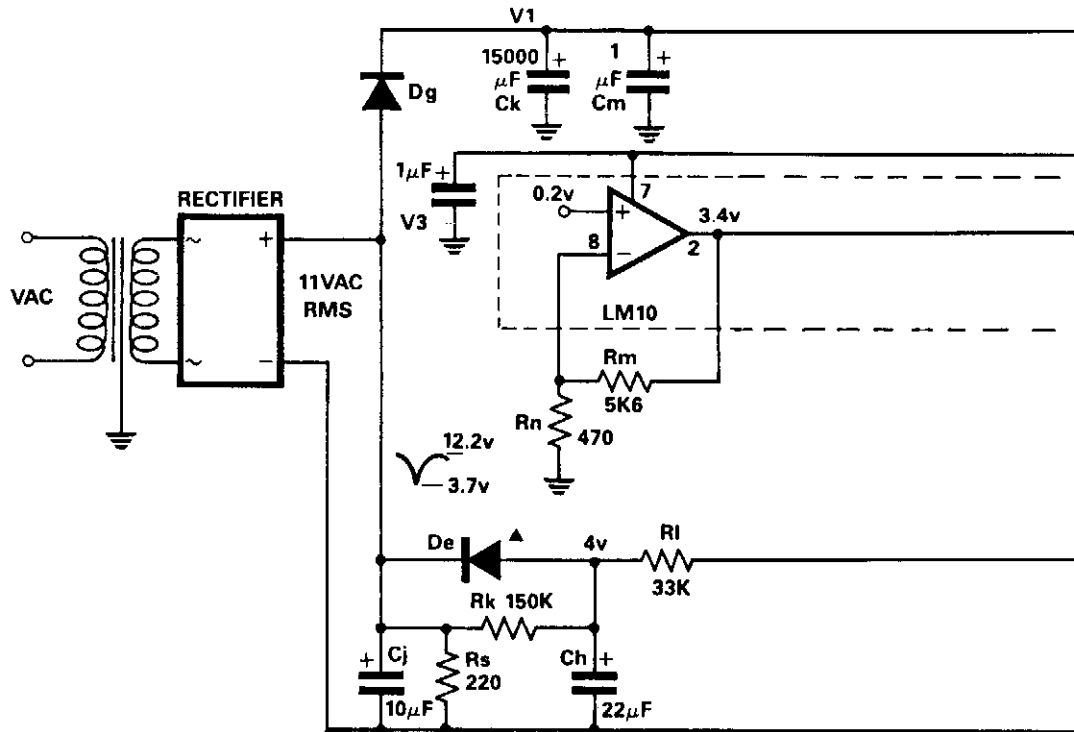 V1
15000 +
µF
Ck
1 +
µF
Cm
Dg
1µF +
V3
RECTIFIER
~ +
~ −
VAC
11VAC
RMS
0.2v
+
7
3.4v
8 −
2
LM10
Rm
5K6
Rn
470
12.2v
3.7v
De
4v
Rl
33K
Rk 150K
+ Cj
10µF
Rs
220
Ch +
22µF